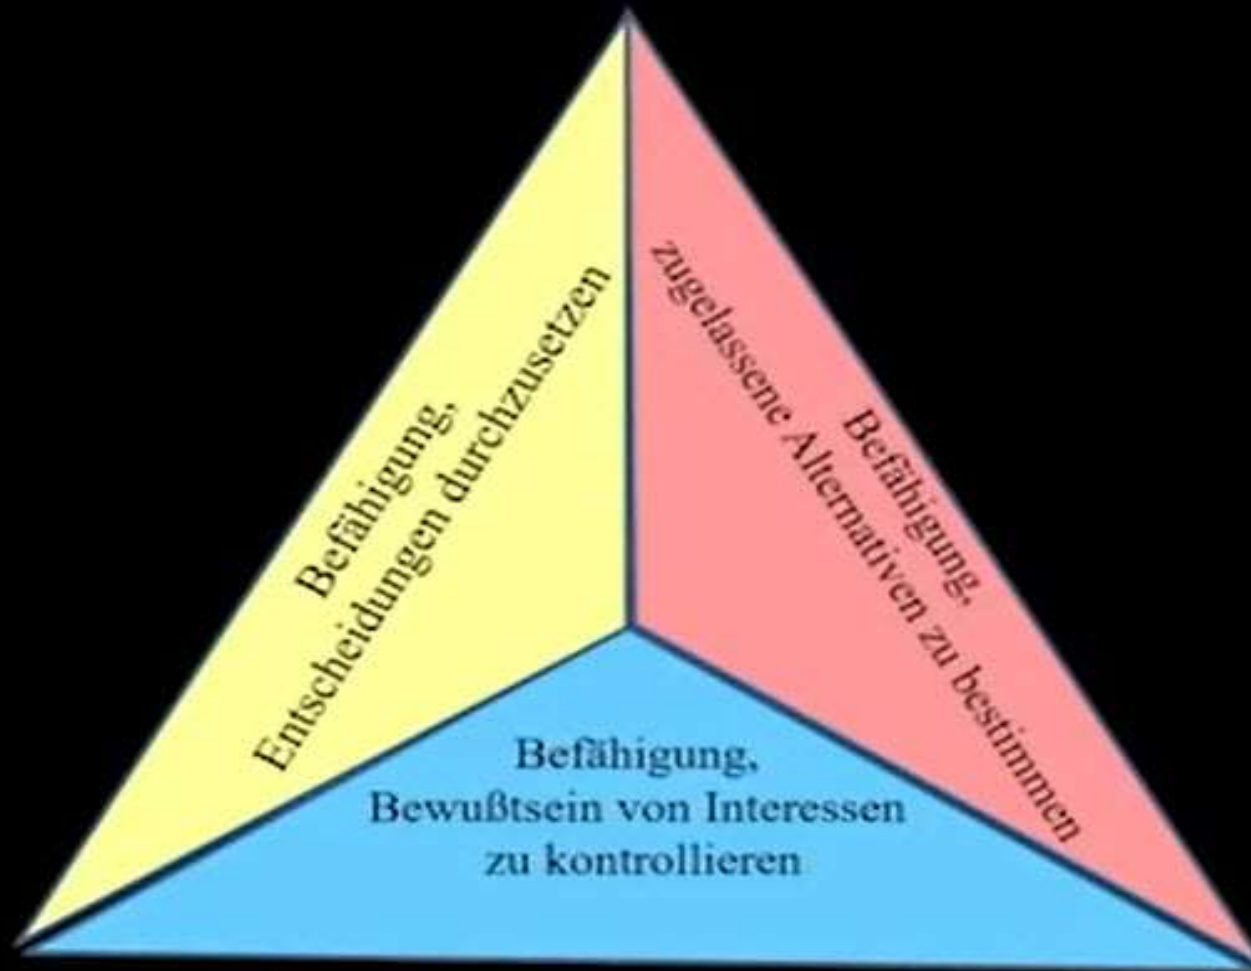 Befähigung,
Entscheidungen durchzusetzen
Befähigung,
zugelassene Alternativen zu bestimmen
Befähigung,
Bewußtsein von Interessen
zu kontrollieren